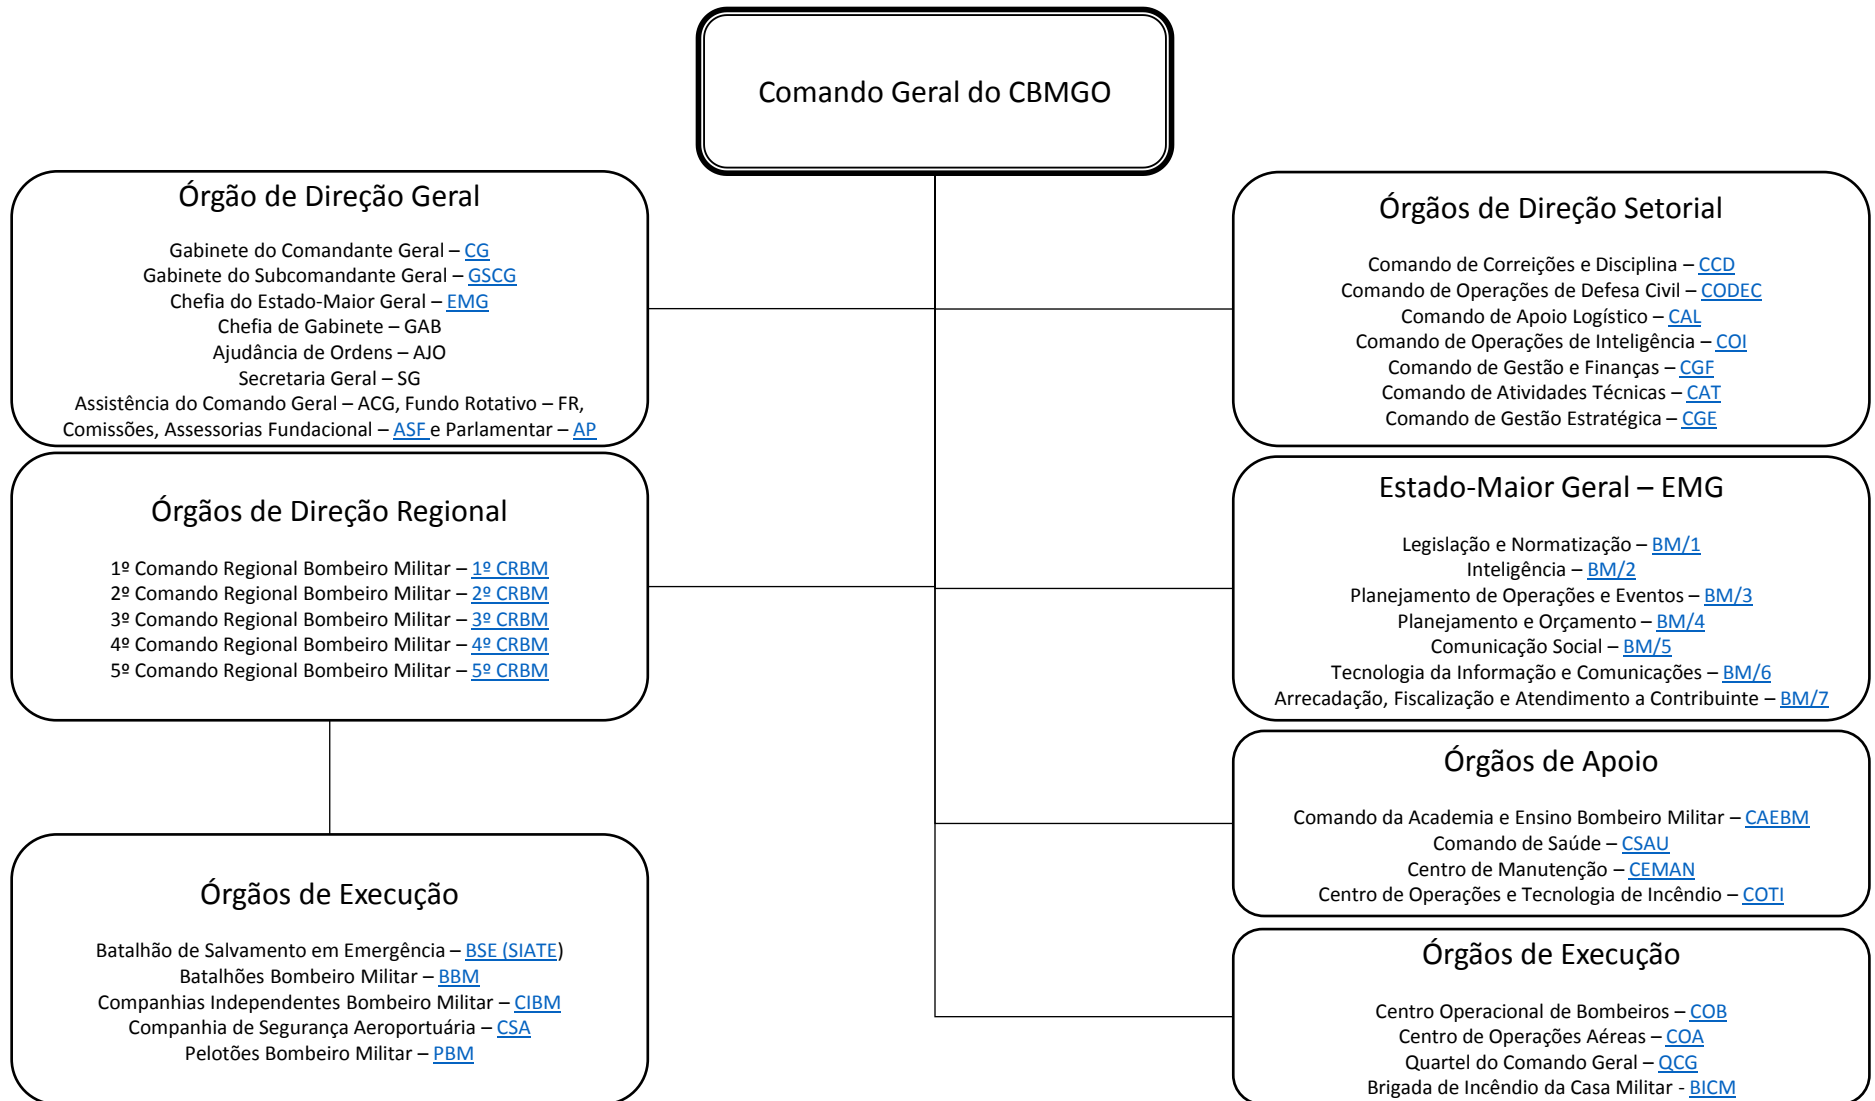 Comando Geral do CBMGO
Órgão de Direção Geral
Gabinete do Comandante Geral – CG
Gabinete do Subcomandante Geral – GSCG
Chefia do Estado-Maior Geral – EMG
Chefia de Gabinete – GAB
Ajudância de Ordens – AJO
Secretaria Geral – SG
Assistência do Comando Geral – ACG, Fundo Rotativo – FR,
Comissões, Assessorias Fundacional – ASF e Parlamentar – AP
Órgãos de Direção Setorial
Comando de Correições e Disciplina – CCD
Comando de Operações de Defesa Civil – CODEC
Comando de Apoio Logístico – CAL
Comando de Operações de Inteligência – COI
Comando de Gestão e Finanças – CGF
Comando de Atividades Técnicas – CAT
Comando de Gestão Estratégica – CGE
Órgãos de Direção Regional
1º Comando Regional Bombeiro Militar – 1º CRBM
2º Comando Regional Bombeiro Militar – 2º CRBM
3º Comando Regional Bombeiro Militar – 3º CRBM
4º Comando Regional Bombeiro Militar – 4º CRBM
5º Comando Regional Bombeiro Militar – 5º CRBM
Estado-Maior Geral – EMG
Legislação e Normatização – BM/1
Inteligência – BM/2
Planejamento de Operações e Eventos – BM/3
Planejamento e Orçamento – BM/4
Comunicação Social – BM/5
Tecnologia da Informação e Comunicações – BM/6
Arrecadação, Fiscalização e Atendimento a Contribuinte – BM/7
Órgãos de Apoio
Comando da Academia e Ensino Bombeiro Militar – CAEBM
Comando de Saúde – CSAU
Centro de Manutenção – CEMAN
Centro de Operações e Tecnologia de Incêndio – COTI
Órgãos de Execução
Batalhão de Salvamento em Emergência – BSE (SIATE)
Batalhões Bombeiro Militar – BBM
Companhias Independentes Bombeiro Militar – CIBM
Companhia de Segurança Aeroportuária – CSA
Pelotões Bombeiro Militar – PBM
Órgãos de Execução
Centro Operacional de Bombeiros – COB
Centro de Operações Aéreas – COA
Quartel do Comando Geral – QCG
Brigada de Incêndio da Casa Militar - BICM